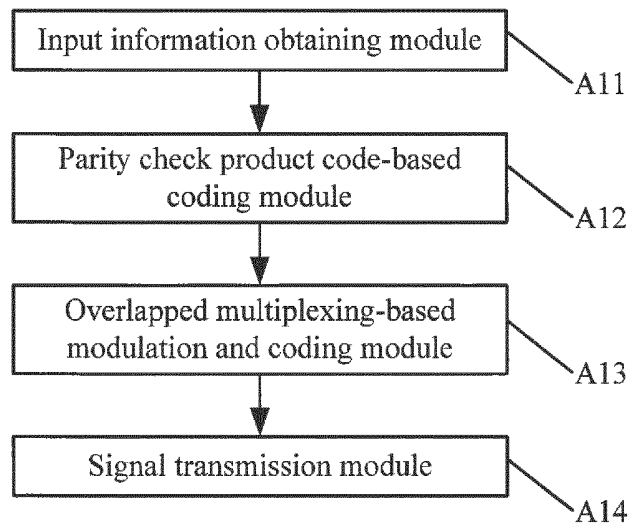 Input information obtaining module
A11
Parity check product code-based
coding module
A12
Overlapped multiplexing-based
modulation and coding module
A13
Signal transmission module
A14